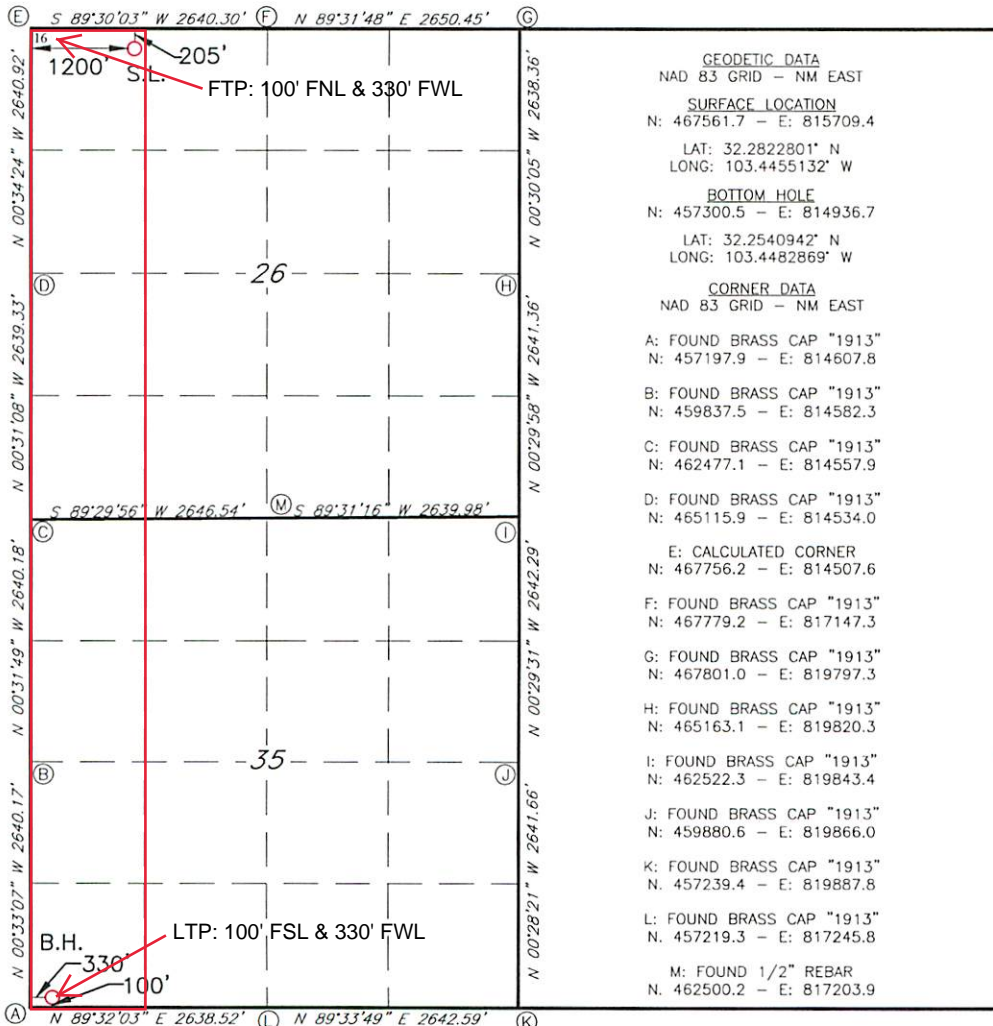 E S 89°30'03" W 2640.30' F N 89°31'48" E 2650.45' G
16
1200'
205'
S.L.
FTP: 100' FNL & 330' FWL
N 00°34'24" W 2640.92'
N 00°30'05" W 2638.36'
D
26
H
N 00°31'08" W 2639.33'
N 00°29'58" W 2641.36'
S 89°29'56" W 2646.54' M S 89°31'16" W 2639.98'
C
I
N 00°31'49" W 2640.18'
N 00°29'31" W 2642.29'
B
35
J
N 00°33'07" W 2640.17'
N 00°28'21" W 2641.66'
LTP: 100' FSL & 330' FWL
B.H.
330'
100'
A N 89°32'03" E 2638.52' L N 89°33'49" E 2642.59' K
GEODETIC DATA
NAD 83 GRID – NM EAST
SURFACE LOCATION
N: 467561.7 – E: 815709.4
LAT: 32.2822801° N
LONG: 103.4455132° W
BOTTOM HOLE
N: 457300.5 – E: 814936.7
LAT: 32.2540942° N
LONG: 103.4482869° W
CORNER DATA
NAD 83 GRID – NM EAST
A: FOUND BRASS CAP "1913"
N: 457197.9 – E: 814607.8
B: FOUND BRASS CAP "1913"
N: 459837.5 – E: 814582.3
C: FOUND BRASS CAP "1913"
N: 462477.1 – E: 814557.9
D: FOUND BRASS CAP "1913"
N: 465115.9 – E: 814534.0
E: CALCULATED CORNER
N: 467756.2 – E: 814507.6
F: FOUND BRASS CAP "1913"
N: 467779.2 – E: 817147.3
G: FOUND BRASS CAP "1913"
N: 467801.0 – E: 819797.3
H: FOUND BRASS CAP "1913"
N: 465163.1 – E: 819820.3
I: FOUND BRASS CAP "1913"
N: 462522.3 – E: 819843.4
J: FOUND BRASS CAP "1913"
N: 459880.6 – E: 819866.0
K: FOUND BRASS CAP "1913"
N. 457239.4 – E: 819887.8
L: FOUND BRASS CAP "1913"
N. 457219.3 – E: 817245.8
M: FOUND 1/2" REBAR
N. 462500.2 – E: 817203.9